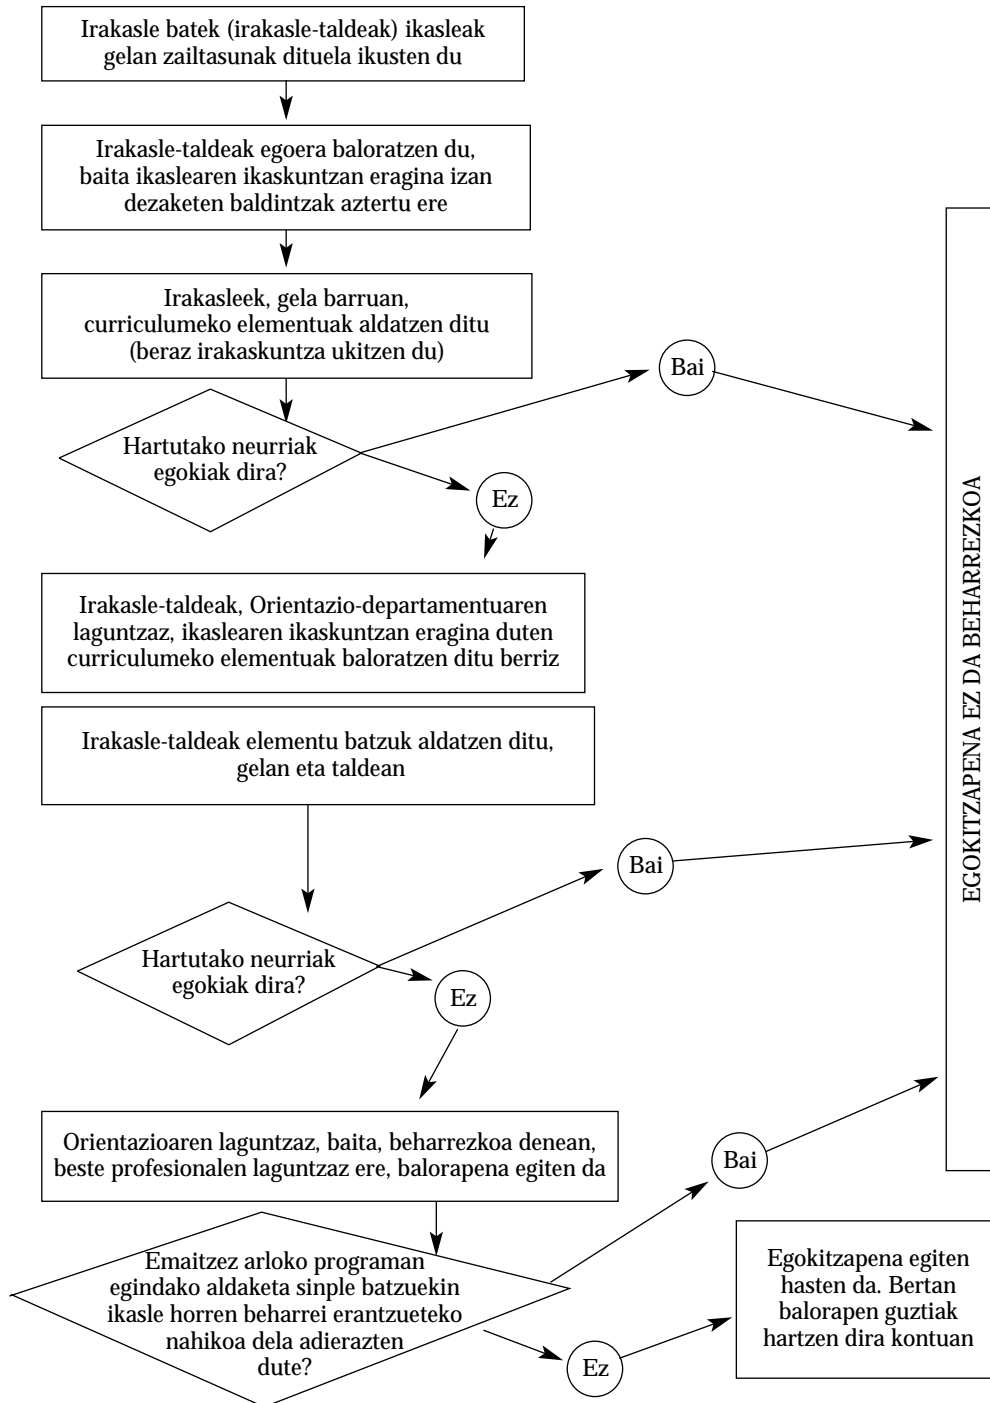 Irakasle batek (irakasle-taldeak) ikasleak
gelan zailtasunak dituela ikusten du
Irakasle-taldeak egoera baloratzen du,
baita ikaslearen ikaskuntzan eragina izan
dezaketen baldintzak aztertu ere
Irakasleek, gela barruan,
curriculumeko elementuak aldatzen ditu
(beraz irakaskuntza ukitzen du)
Bai
Hartutako neurriak
egokiak dira?
Ez
Irakasle-taldeak, Orientazio-departamentuaren
laguntzaz, ikaslearen ikaskuntzan eragina duten
curriculumeko elementuak baloratzen ditu berriz
Irakasle-taldeak elementu batzuk aldatzen ditu,
gelan eta taldean
Bai
Hartutako neurriak
egokiak dira?
Ez
EGOKITZAPENA EZ DA BEHARREZKOA
Orientazioaren laguntzaz, baita, beharrezkoa denean,
beste profesionalen laguntzaz ere, balorapena egiten da
Bai
Emaitzez arloko programan
egindako aldaketa sinple batzuekin
ikasle horren beharrei erantzueteko
nahikoa dela adierazten
dute?
Ez
Egokitzapena egiten
hasten da. Bertan
balorapen guztiak
hartzen dira kontuan